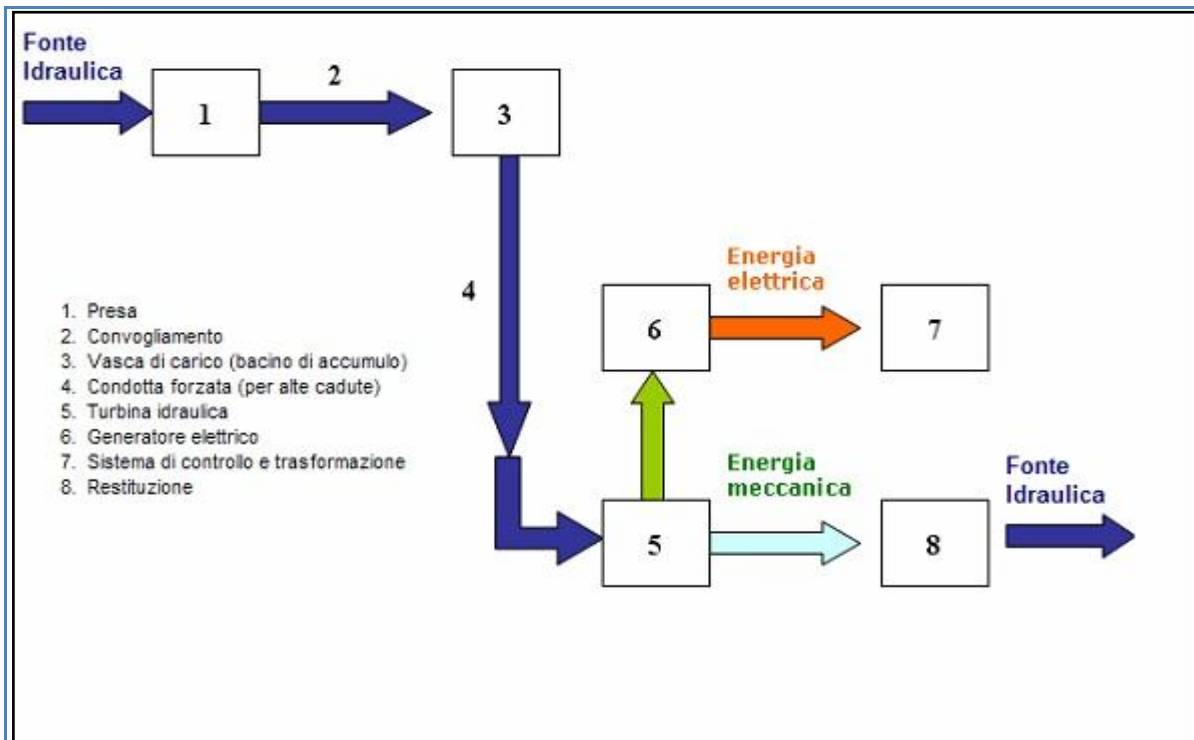 Fonte
Idraulica
2
1
3
4
Energia
elettrica
6
7
1. Presa
2. Convogliamento
3. Vasca di carico (bacino di accumulo)
4. Condotta forzata (per alte cadute)
5. Turbina idraulica
6. Generatore elettrico
7. Sistema di controllo e trasformazione
8. Restituzione
Energia
meccanica
Fonte
Idraulica
5
8